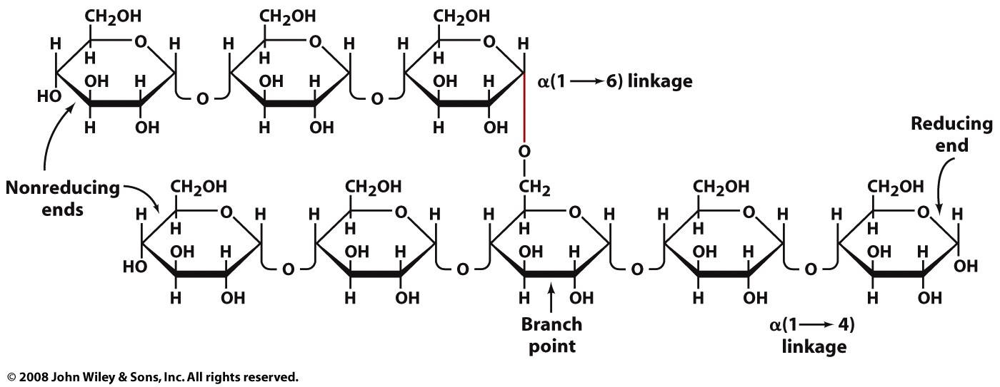 CH2OH CH2OH CH2OH
H O H H O H H O H
H H H
OH H OH H OH H α(1 → 6) linkage
HO O O
H OH H OH H OH
Reducing
end
O
Nonreducing
ends
CH2OH CH2OH CH2 CH2OH CH2OH
H O H H O H H O H H O H H O H
H H H H H
OH H OH H OH H OH H OH H
HO O O O O OH
H OH H OH H OH H OH H OH
Branch
point
α(1 → 4)
linkage
© 2008 John Wiley & Sons, Inc. All rights reserved.